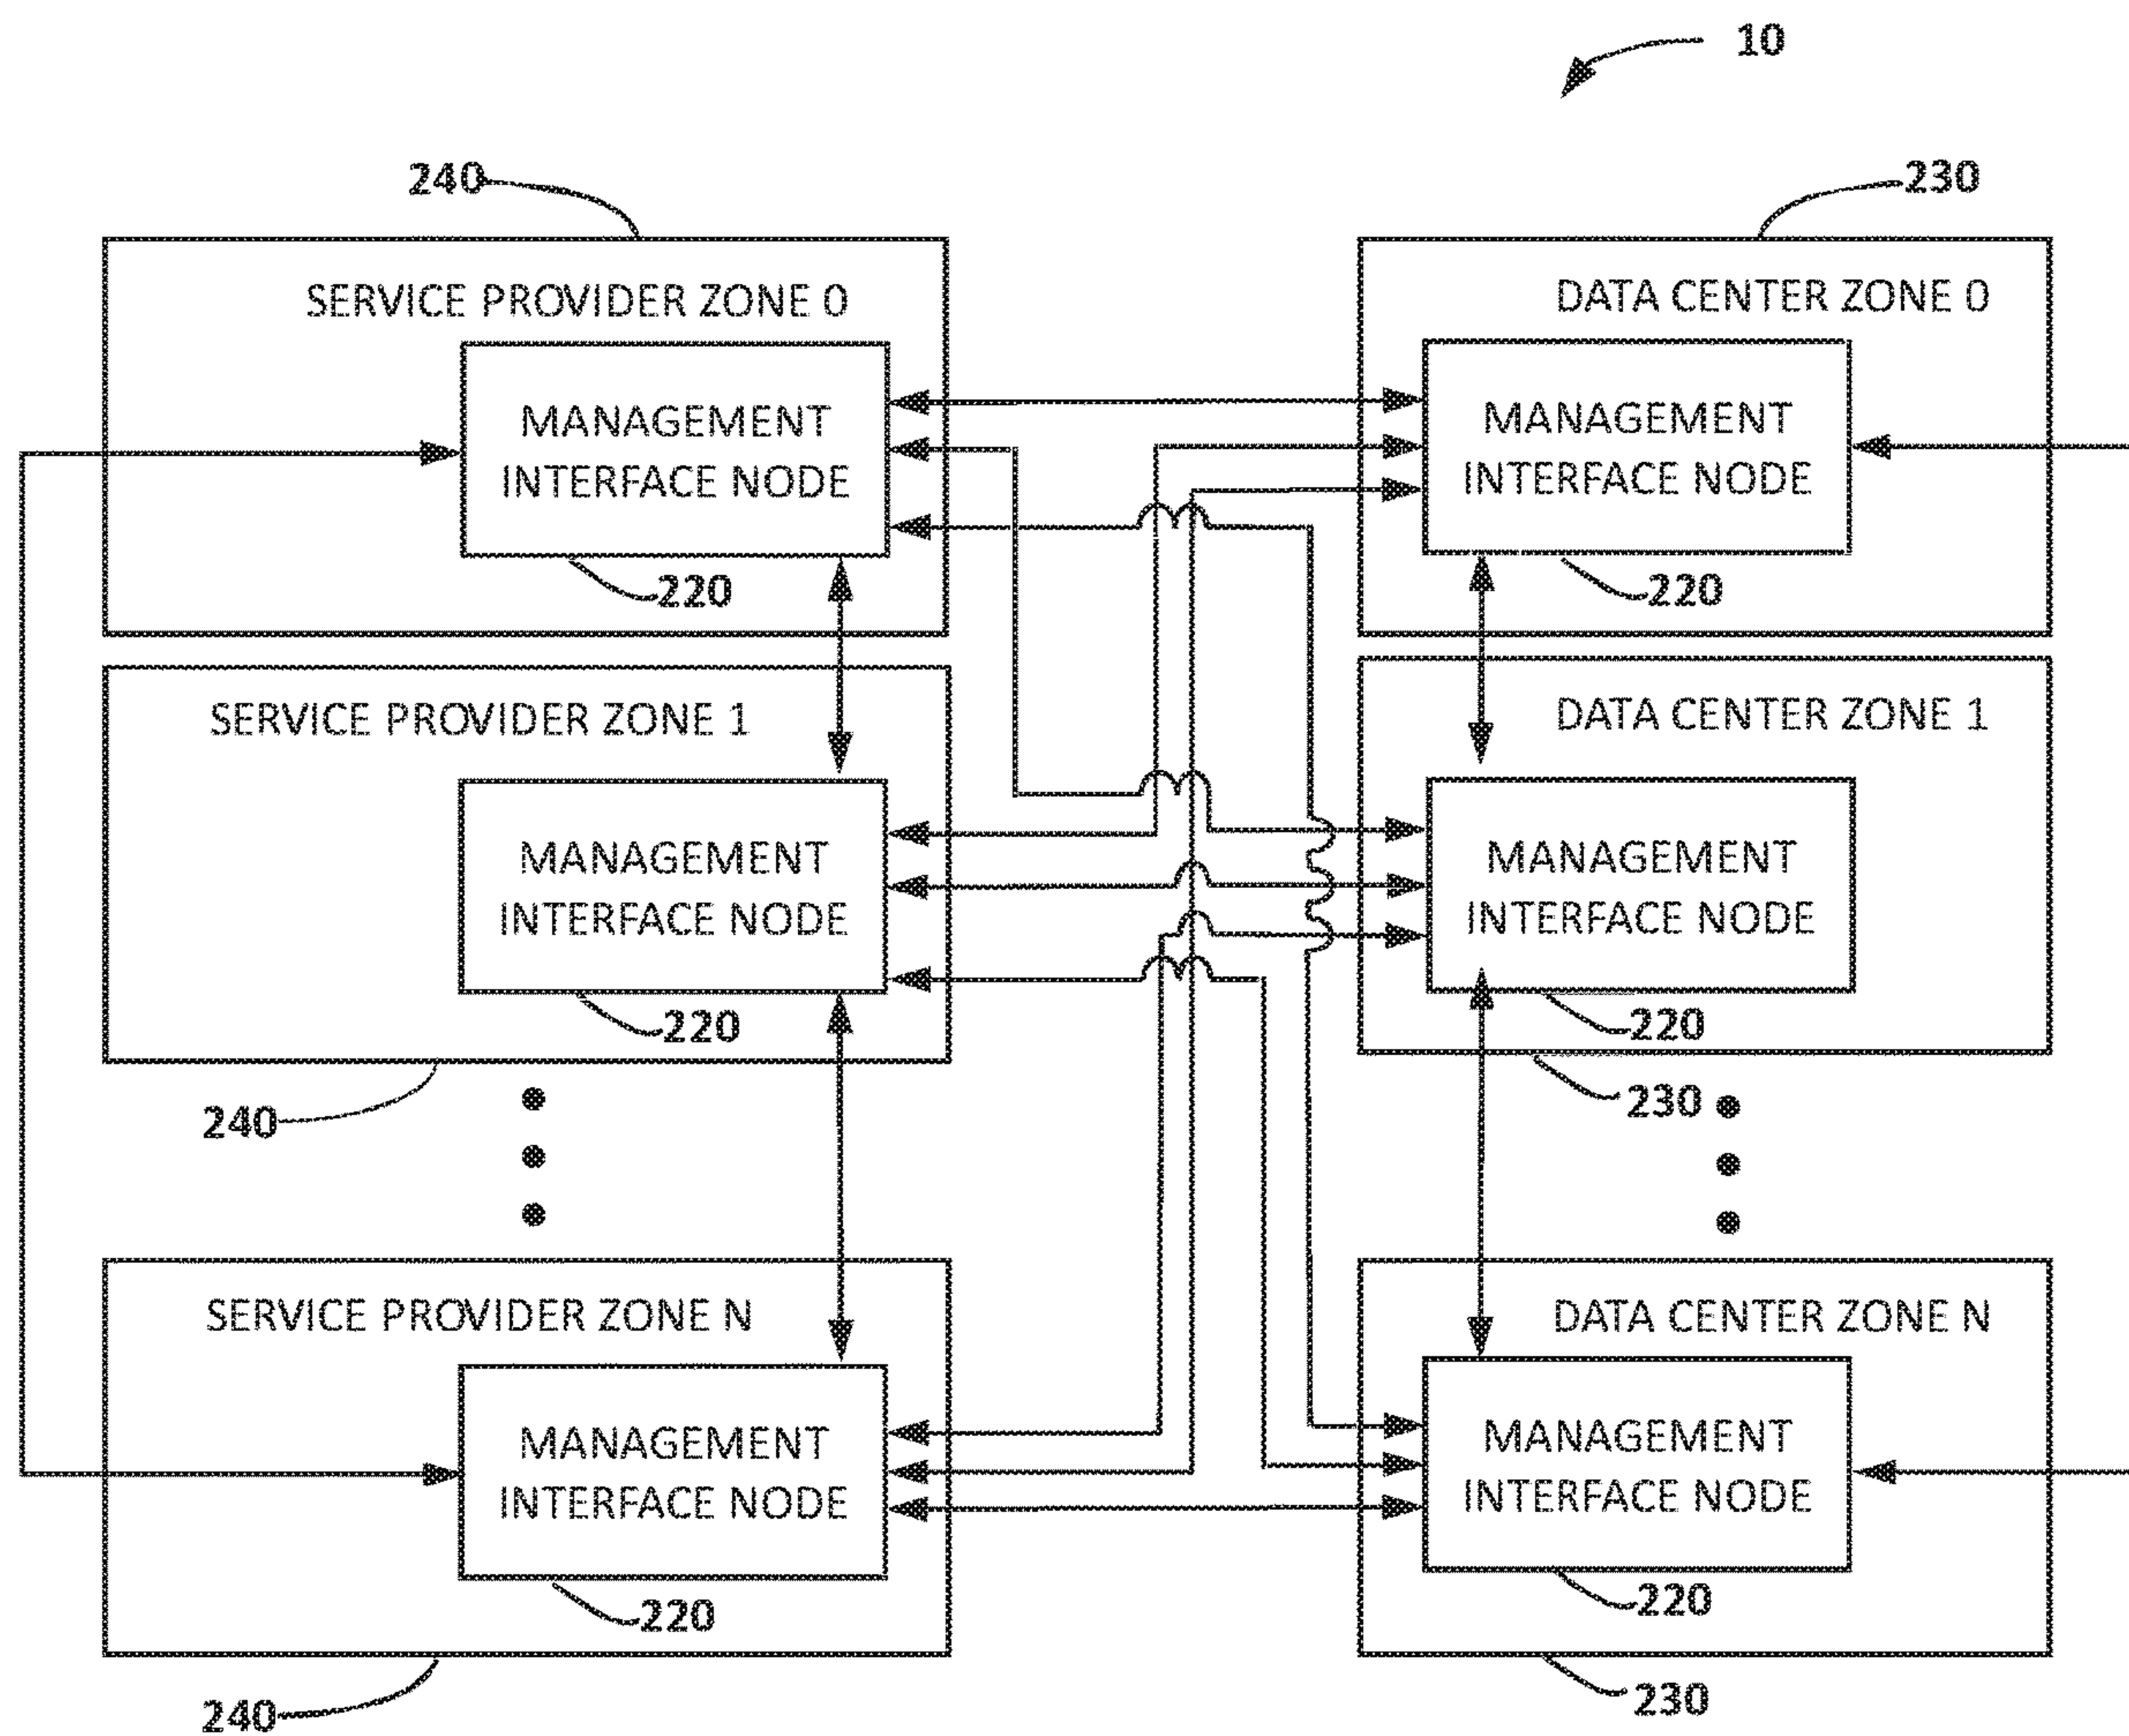 10
240
230
SERVICE PROVIDER ZONE 0
DATA CENTER ZONE 0
MANAGEMENT
INTERFACE NODE
MANAGEMENT
INTERFACE NODE
220
220
SERVICE PROVIDER ZONE 1
DATA CENTER ZONE 1
MANAGEMENT
INTERFACE NODE
MANAGEMENT
INTERFACE NODE
220
220
240
230
SERVICE PROVIDER ZONE N
DATA CENTER ZONE N
MANAGEMENT
INTERFACE NODE
MANAGEMENT
INTERFACE NODE
220
220
240
230